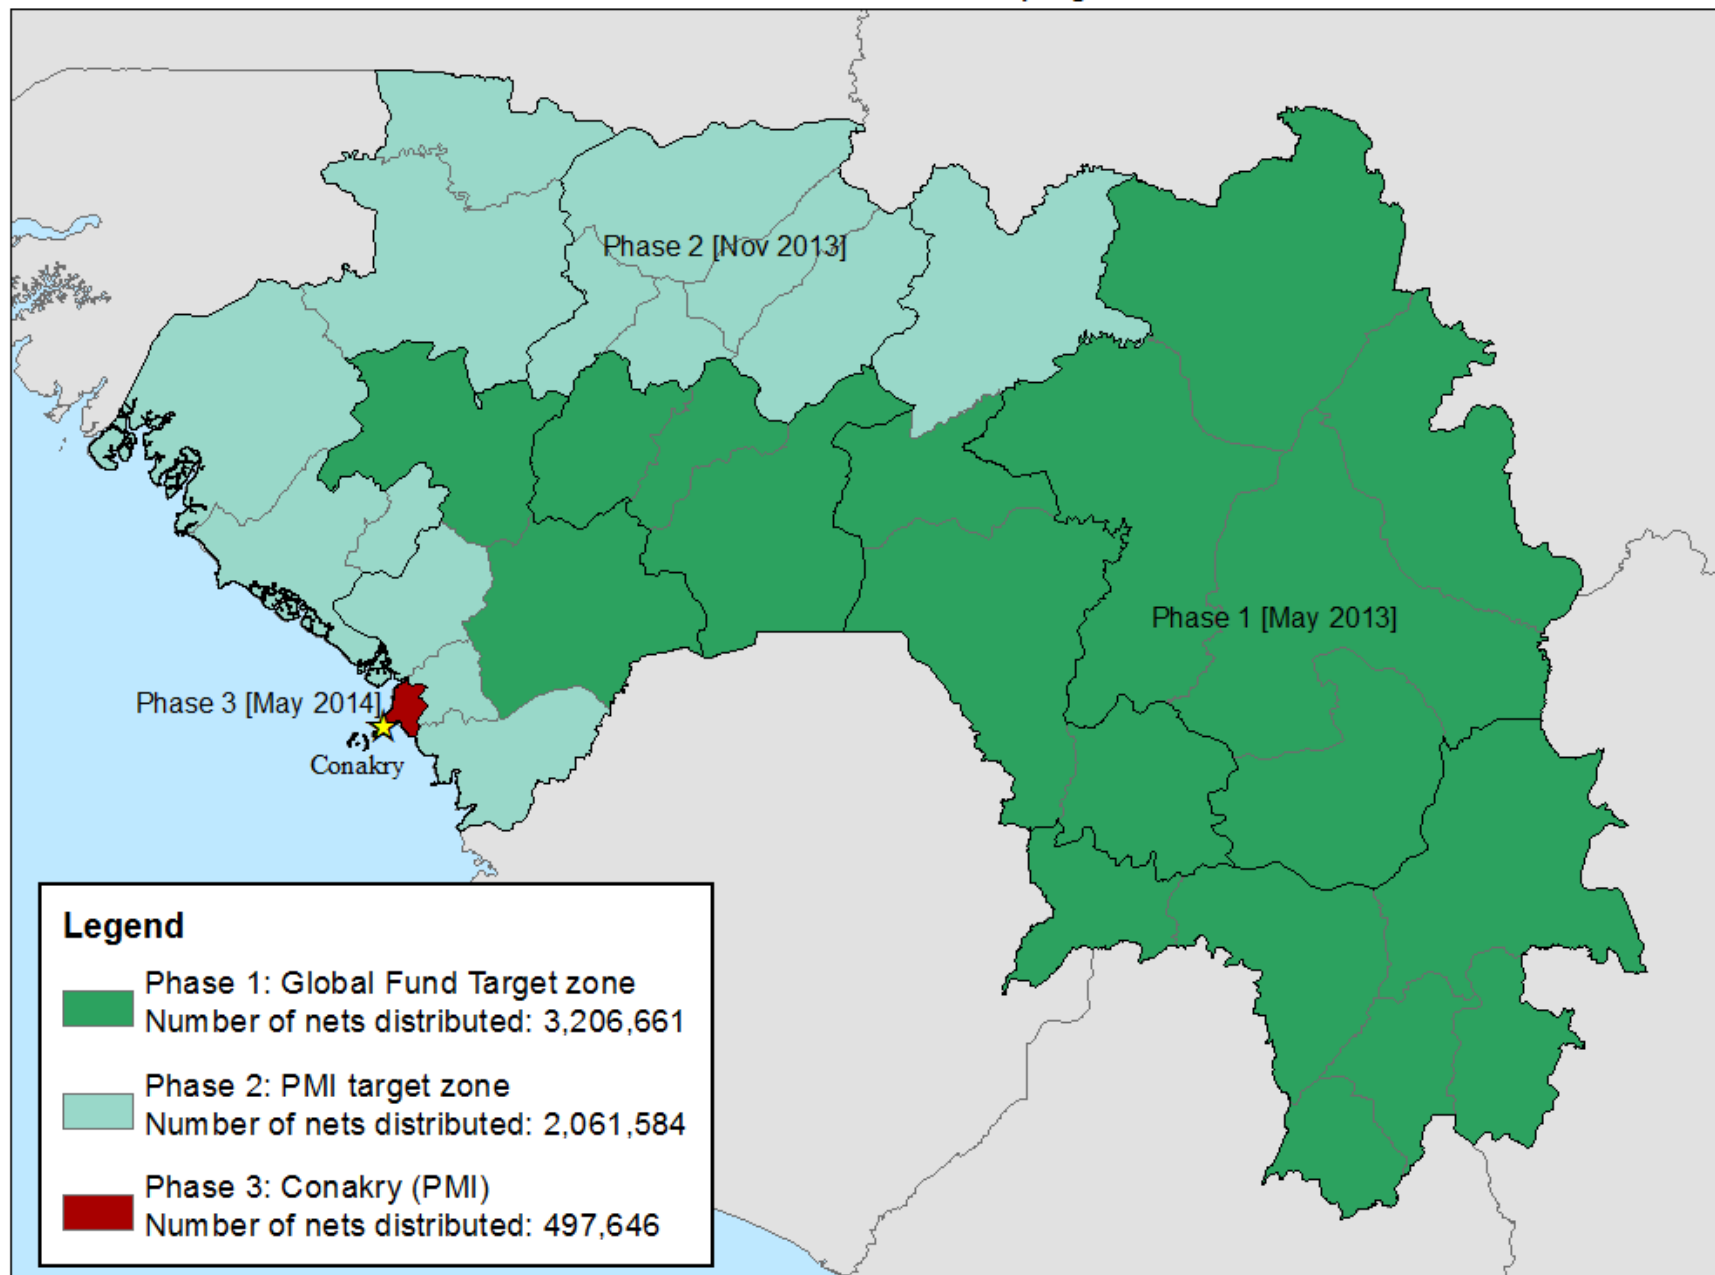 Phase 2 [Nov 2013]
Phase 1 [May 2013]
Phase 3 [May 2014]
Conakry
Legend
Phase 1: Global Fund Target zone
Number of nets distributed: 3,206,661
Phase 2: PMI target zone
Number of nets distributed: 2,061,584
Phase 3: Conakry (PMI)
Number of nets distributed: 497,646